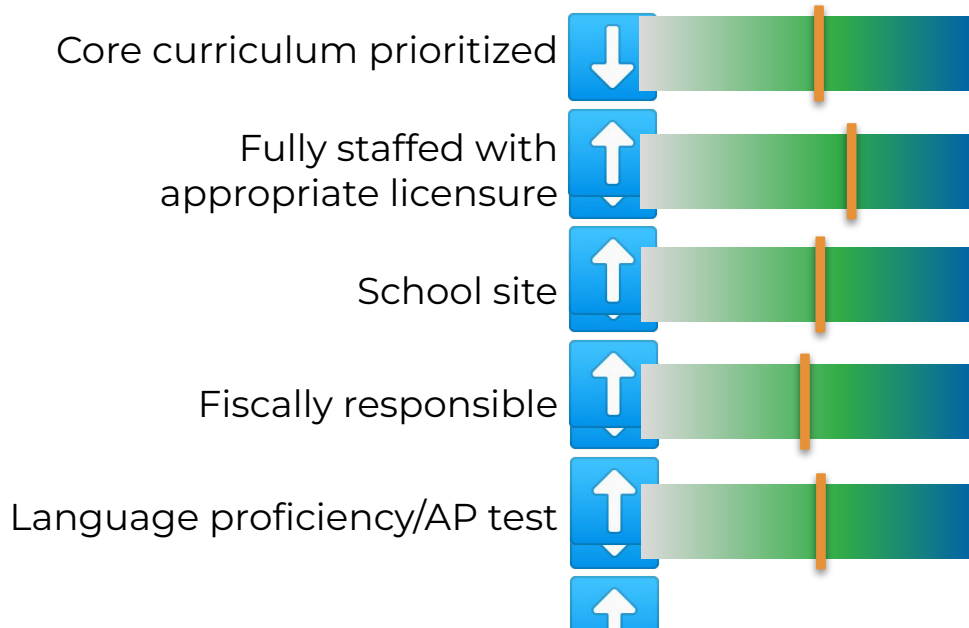 Core curriculum prioritized
Fully staffed with
appropriate licensure
School site
Fiscally responsible
Language proficiency/AP test